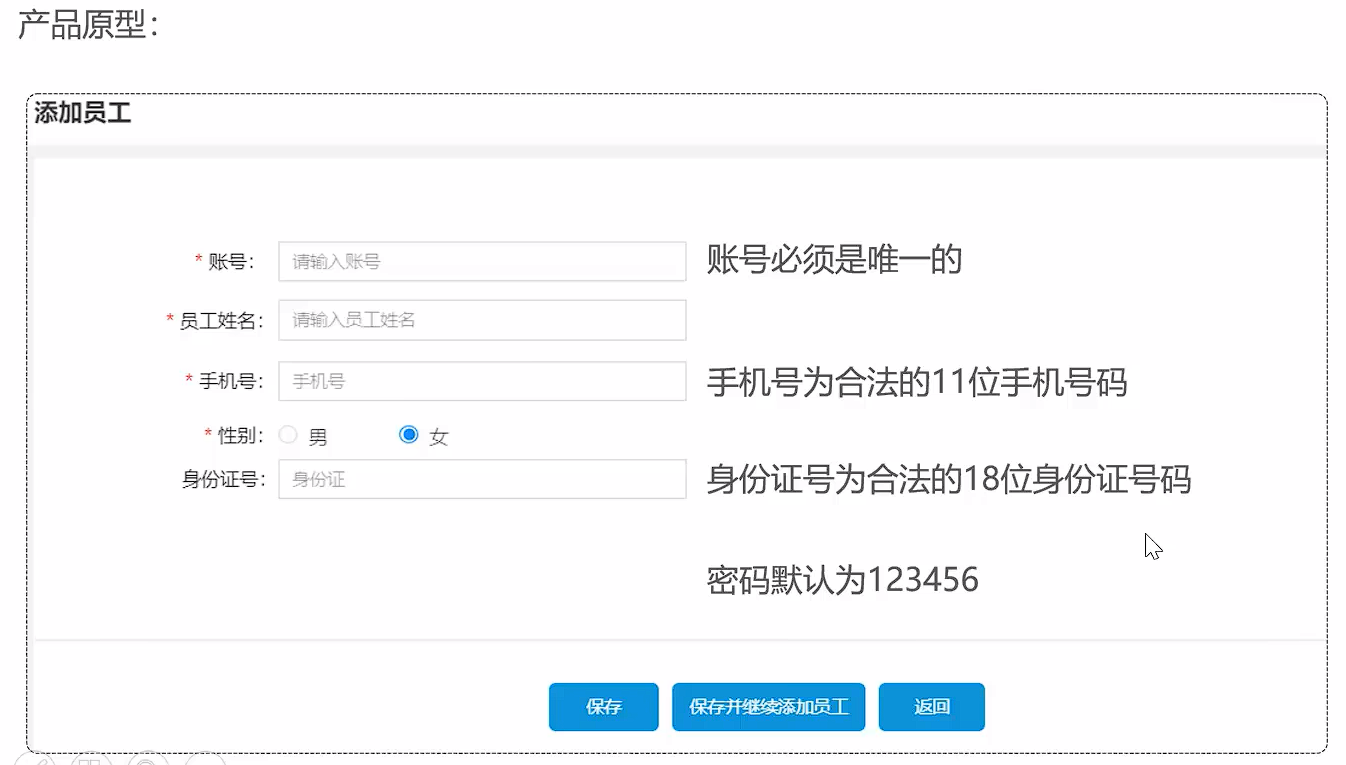 产品原型：
添加员工
* 账号： 请输入账号 账号必须是唯一的
* 员工姓名： 请输入员工姓名
* 手机号： 手机号 手机号为合法的11位手机号码
* 性别： 男 女
身份证号： 身份证 身份证号为合法的18位身份证号码
密码默认为123456
保存 保存并继续添加员工 返回